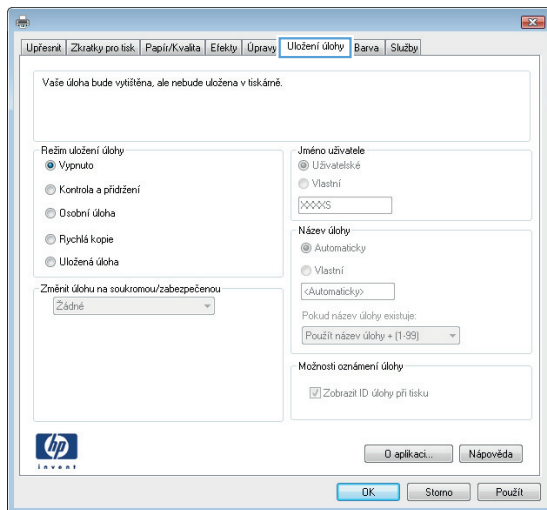 Upřesnit Zkratky pro tisk Papír/Kvalita Efekty Úpravy Uložení úlohy Barva Služby
Vaše úloha bude vytištěna, ale nebude uložena v tiskárně.
Režim uložení úlohy
Vypnuto
Kontrola a přidržení
Osobní úloha
Rychlá kopie
Uložená úloha
Změnit úlohu na soukromou/zabezpečenou
Žádné
Jméno uživatele
Uživatelské
Vlastní
XXXXS
Název úlohy
Automaticky
Vlastní
<Automaticky>
Pokud název úlohy existuje:
Použít název úlohy + (1-99)
Možnosti oznámení úlohy
Zobrazit ID úlohy při tisku
hp
invent
O aplikaci... Nápověda
OK Storno Použít